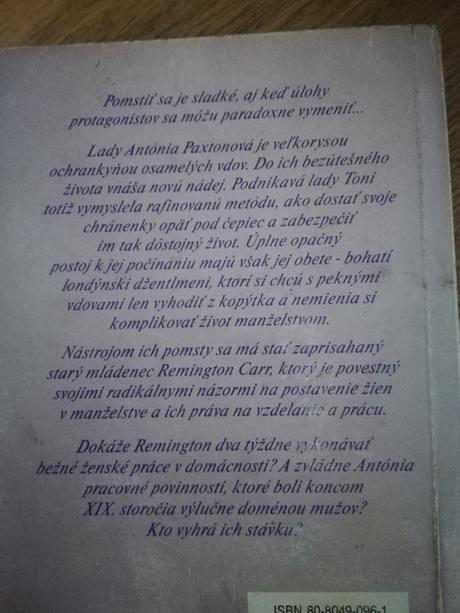 Pomstiť sa je sladké, aj keď úlohy
protagonistov sa môžu paradoxne vymeniť...
Lady Antónia Paxtonová je veľkorysou
ochrankyňou osamelých vdov. Do ich bezútešného
života vnáša novú nádej. Podnikavá lady Toni
totiž vymyslela rafinovanú metódu, ako dostať svoje
chránenky opäť pod čepiec a zabezpečiť
im tak dôstojný život. Úplne opačný
postoj k jej počínaniu majú však jej obete - bohatí
londýnski džentlmeni, ktorí si chcú s peknými
vdovami len vyhodiť z kopýtka a nemienia si
komplikovať život manželstvom.
Nástrojom ich pomsty sa má stať zaprisahaný
starý mládenec Remington Carr, ktorý je povestný
svojimi radikálnymi názormi na postavenie žien
v manželstve a ich práva na vzdelanie a prácu.
Dokáže Remington dva týždne vykonávať
bežné ženské práce v domácnosti? A zvládne Antónia
pracovné povinnosti, ktoré boli koncom
XIX. storočia výlučne doménou mužov?
Kto vyhrá ich stávku?
ISBN 80-8049-096-1